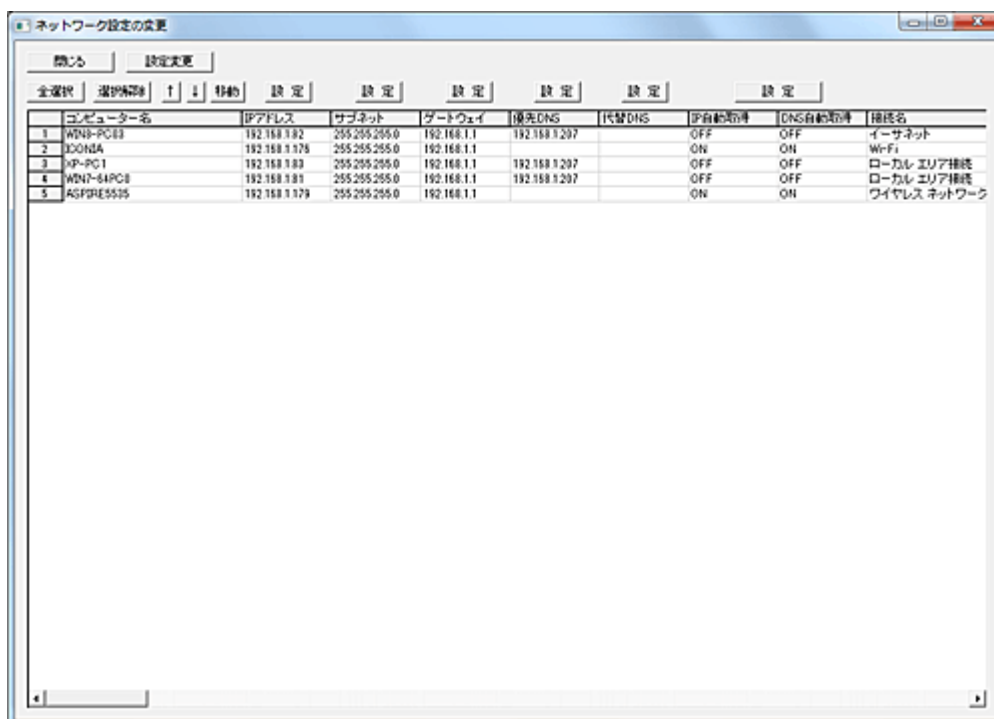 ネットワーク設定の変更
閉じる 設定変更
全選択 選択解除 ↑ ↓ 移動 設 定 設 定 設 定 設 定 設 定 設 定
コンピューター名 IPアドレス サブネット ゲートウェイ 優先DNS 代替DNS IP自動取得 DNS自動取得 接続名
1 WIN8-PC83 192.168.1.82 255.255.255.0 192.168.1.1 192.168.1.207 OFF OFF イーサネット
2 ICONIA 192.168.1.176 255.255.255.0 192.168.1.1 ON ON Wi-Fi
3 XP-PC1 192.168.1.83 255.255.255.0 192.168.1.1 192.168.1.207 OFF OFF ローカル エリア接続
4 WIN7-64PC8 192.168.1.81 255.255.255.0 192.168.1.1 192.168.1.207 OFF OFF ローカル エリア接続
5 ASPIRE5535 192.168.1.179 255.255.255.0 192.168.1.1 ON ON ワイヤレス ネットワーク